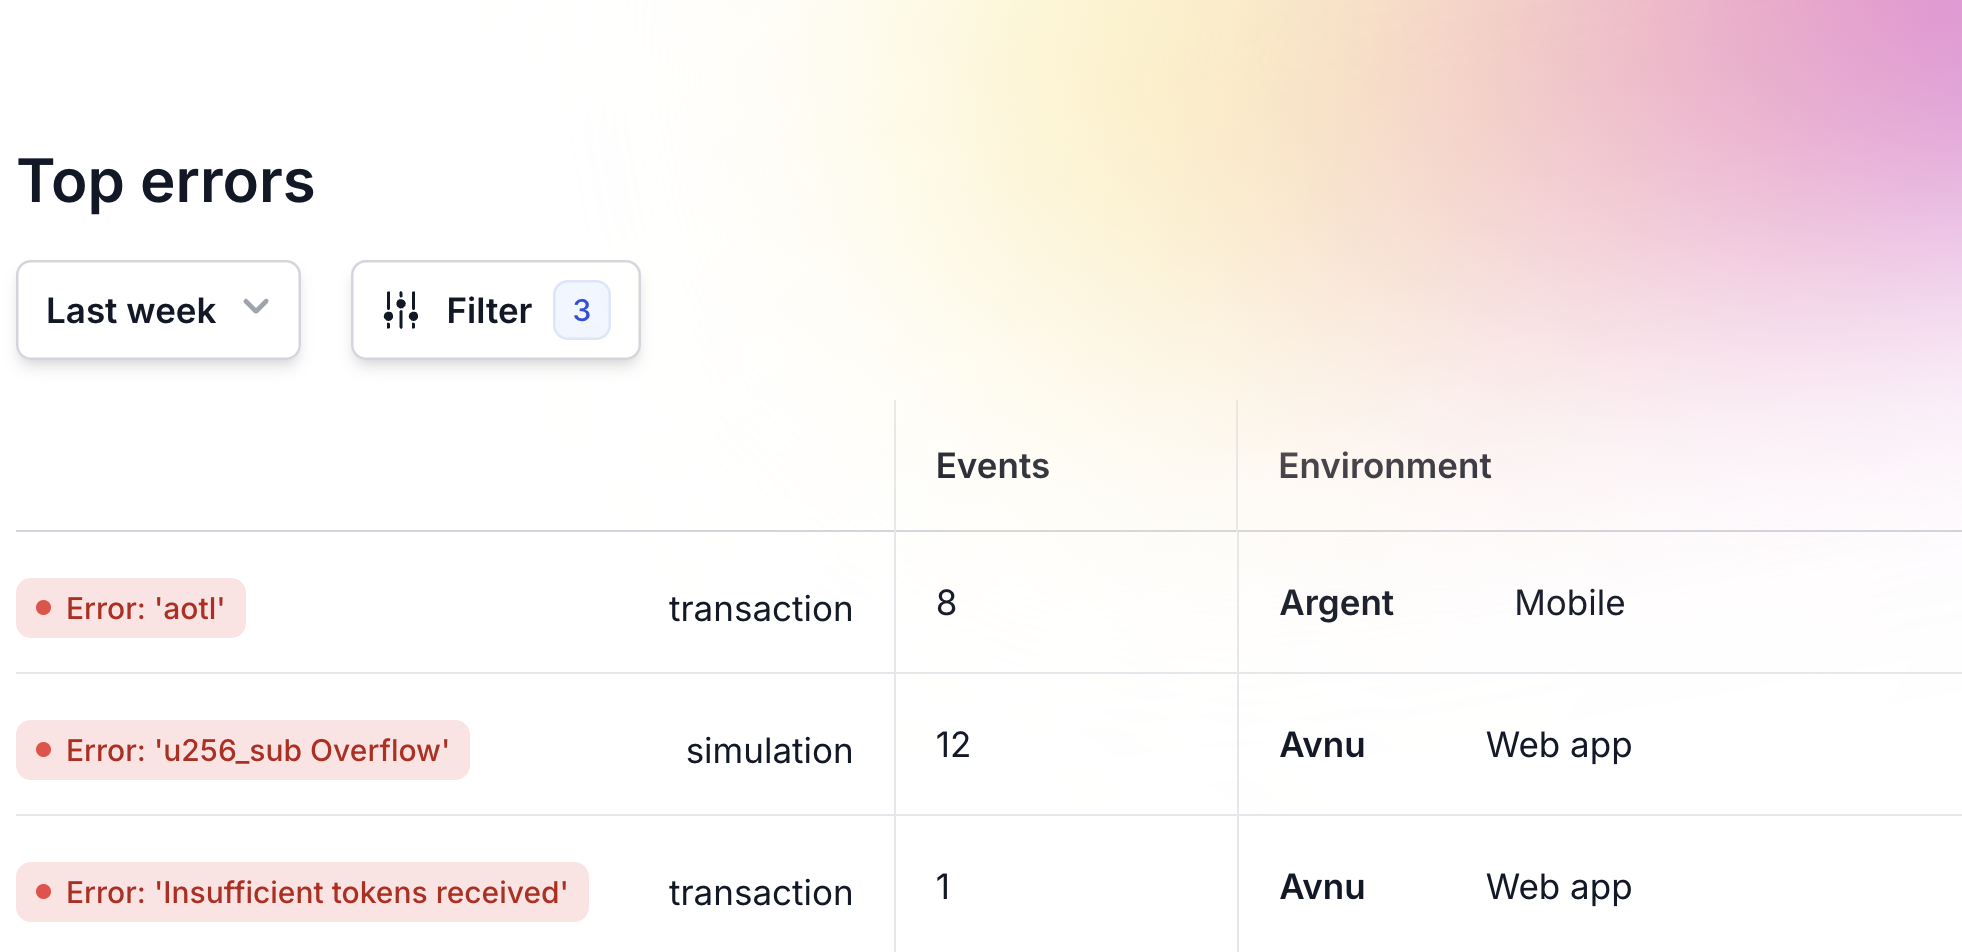 Top errors
Last week
Filter 3
Events Environment
Error: 'aotl' transaction 8 Argent Mobile
Error: 'u256_sub Overflow' simulation 12 Avnu Web app
Error: 'Insufficient tokens received' transaction 1 Avnu Web app